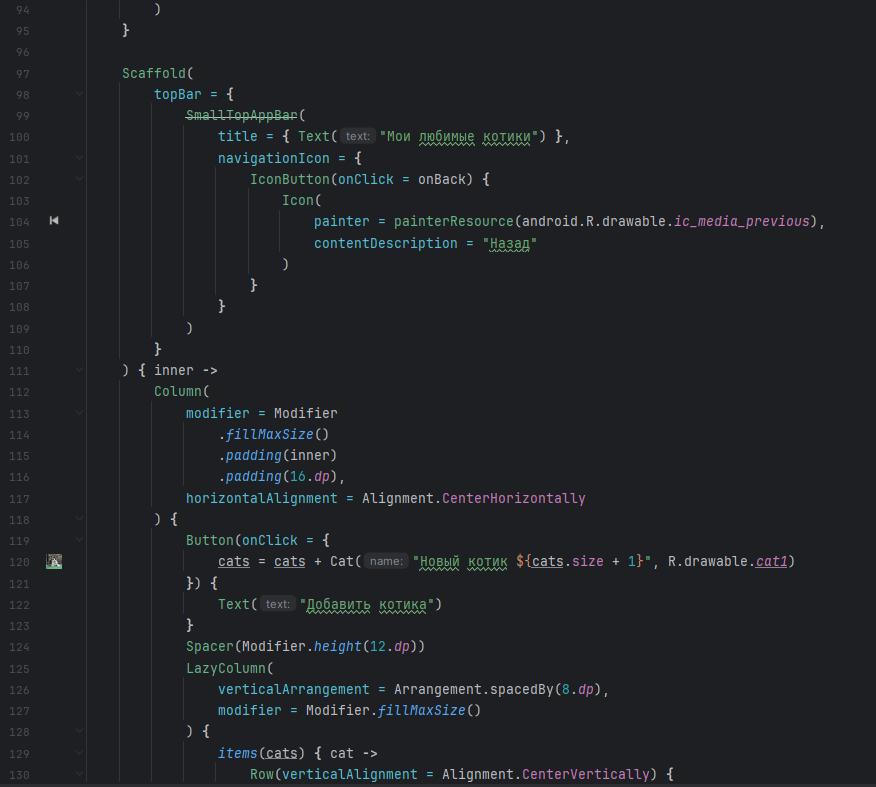 94 )
95 }
96
97 Scaffold(
98 topBar = {
99 SmallTopAppBar(
100 title = { Text( text: "Мои любимые котики") },
101 navigationIcon = {
102 IconButton(onClick = onBack) {
103 Icon(
104 painter = painterResource(android.R.drawable.ic_media_previous),
105 contentDescription = "Назад"
106 )
107 }
108 }
109 )
110 }
111 ) { inner ->
112 Column(
113 modifier = Modifier
114 .fillMaxSize()
115 .padding(inner)
116 .padding(16.dp),
117 horizontalAlignment = Alignment.CenterHorizontally
118 ) {
119 Button(onClick = {
120 cats = cats + Cat( name: "Новый котик ${cats.size + 1}", R.drawable.cat1)
121 }) {
122 Text( text: "Добавить котика")
123 }
124 Spacer(Modifier.height(12.dp))
125 LazyColumn(
126 verticalArrangement = Arrangement.spacedBy(8.dp),
127 modifier = Modifier.fillMaxSize()
128 ) {
129 items(cats) { cat ->
130 Row(verticalAlignment = Alignment.CenterVertically) {